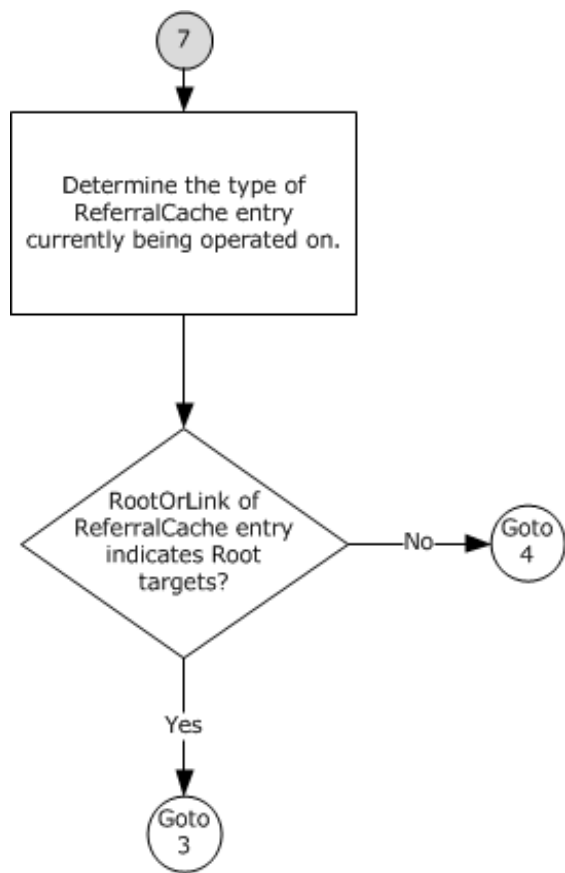 7
Determine the type of
ReferralCache entry
currently being operated on.
RootOrLink of
ReferralCache entry
indicates Root
targets?
No
Goto
4
Yes
Goto
3